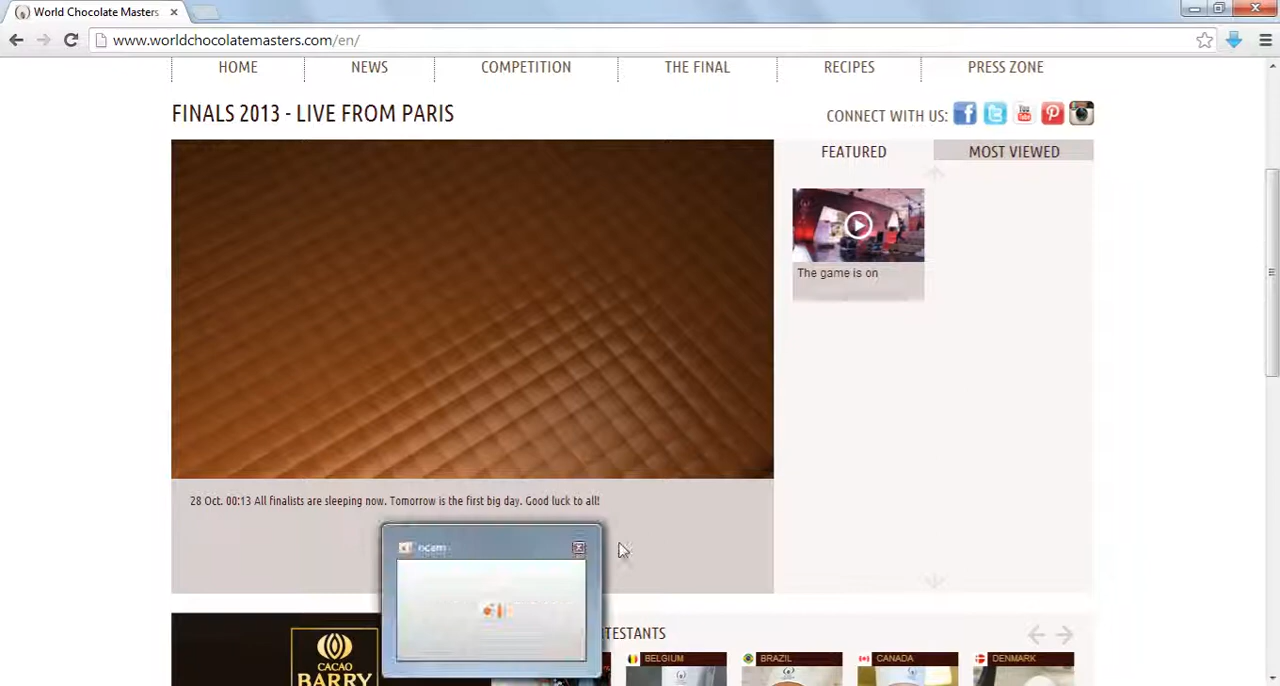 World Chocolate Masters
www.worldchocolatemasters.com/en/
HOME NEWS COMPETITION THE FINAL RECIPES PRESS ZONE
FINALS 2013 - LIVE FROM PARIS
CONNECT WITH US:
You Tube
FEATURED MOST VIEWED
The game is on
28 Oct. 00:13 All finalists are sleeping now. Tomorrow is the first big day. Good luck to all!
CACAO
BARRY
TESTANTS
BELGIUM BRAZIL CANADA DENMARK